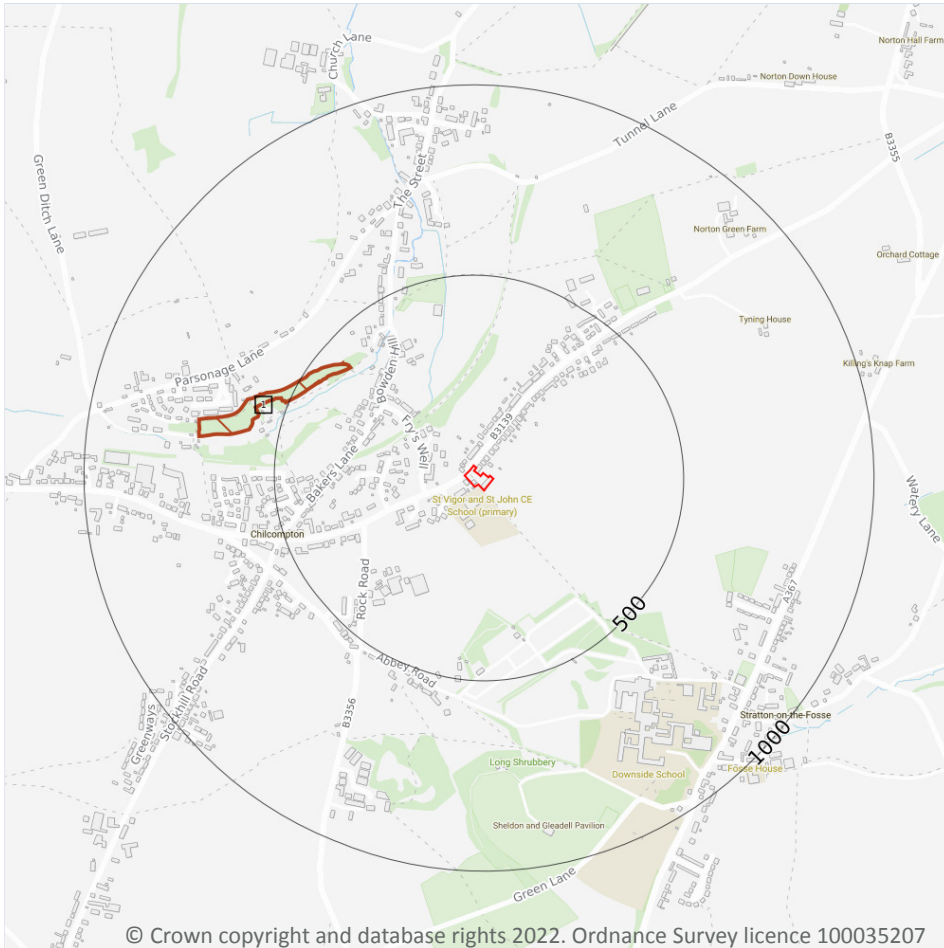 Church Lane
Norton Hall Farm
Norton Down House
Tunnel Lane
B3355
Green Ditch Lane
The Street
Norton Green Farm
Orchard Cottage
Tyning House
Parsonage Lane
Bowden Hill
Killing's Knap Farm
1
Fry's Well
B3139
Bakers Lane
St Vigor and St John CE
School (primary)
Watery Lane
Chilcompton
Rock Road
500
A367
Abbey Road
Stockhill Road
Greenways
B3356
Stratton-on-the-Fosse
1000
Long Shrubbery
Downside School
Fosse House
Sheldon and Gleadell Pavilion
Green Lane
© Crown copyright and database rights 2022. Ordnance Survey licence 100035207